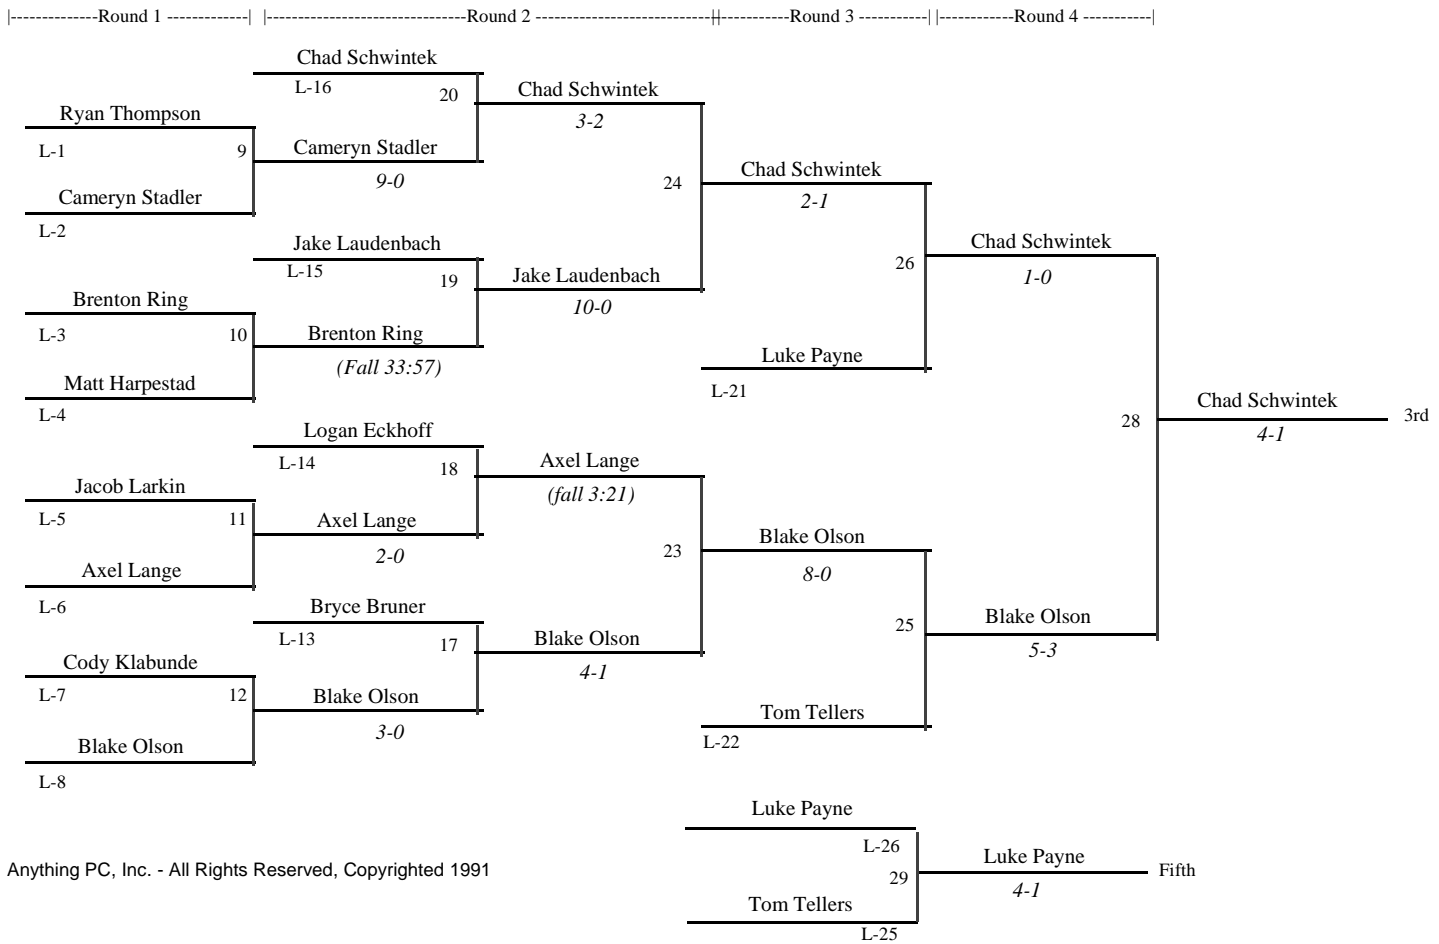 |-------------Round 1 -------------|
|------------------------------Round 2 --------------------------||
-----------Round 3 -----------|
|------------Round 4 -----------|
Chad Schwintek
L-16
20
Chad Schwintek
3-2
Ryan Thompson
L-1
9
Cameryn Stadler
9-0
Cameryn Stadler
L-2
24
Chad Schwintek
2-1
Jake Laudenbach
L-15
19
Jake Laudenbach
10-0
26
Chad Schwintek
1-0
Brenton Ring
L-3
10
Brenton Ring
(Fall 33:57)
Matt Harpestad
L-4
Luke Payne
L-21
28
Chad Schwintek
3rd
4-1
Logan Eckhoff
L-14
18
Axel Lange
(fall 3:21)
Jacob Larkin
L-5
11
Axel Lange
2-0
Axel Lange
L-6
23
Blake Olson
8-0
Bryce Bruner
L-13
17
Blake Olson
4-1
25
Blake Olson
5-3
Cody Klabunde
L-7
12
Blake Olson
3-0
Blake Olson
L-8
Tom Tellers
L-22
Luke Payne
L-26
29
Luke Payne
Fifth
4-1
Tom Tellers
L-25
Anything PC, Inc. - All Rights Reserved, Copyrighted 1991